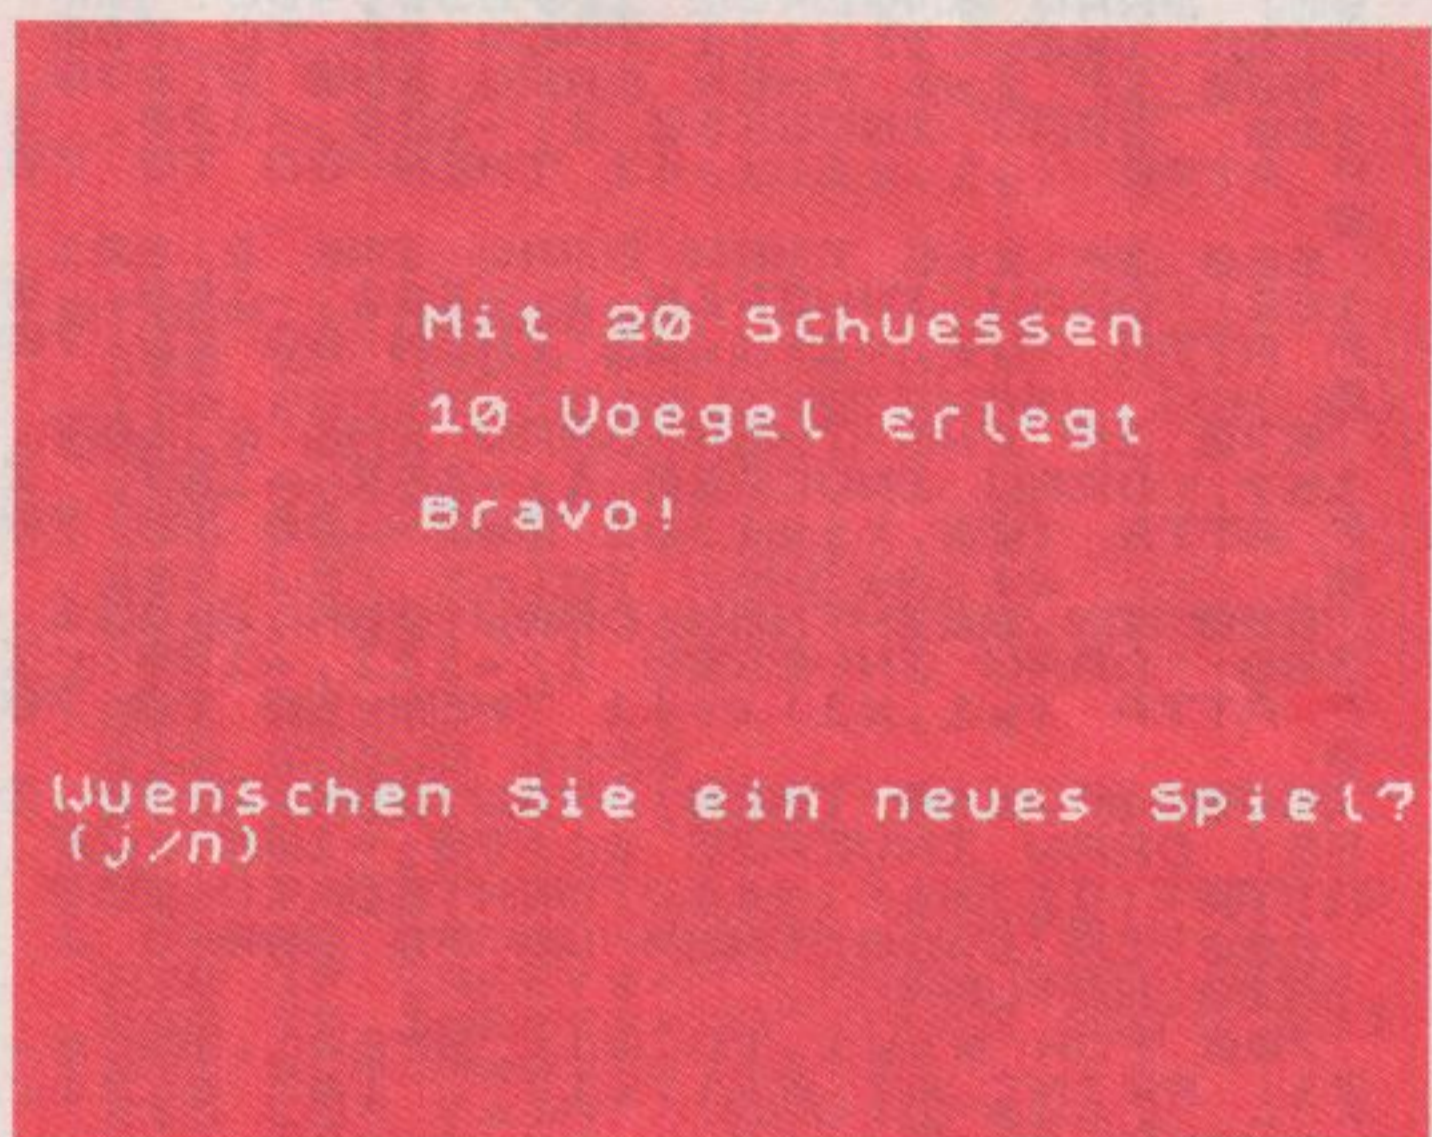 Mit 20 Schuessen
10 Voegel erlegt
Bravo!
Wuenschen Sie ein neues Spiel?
(j/n)